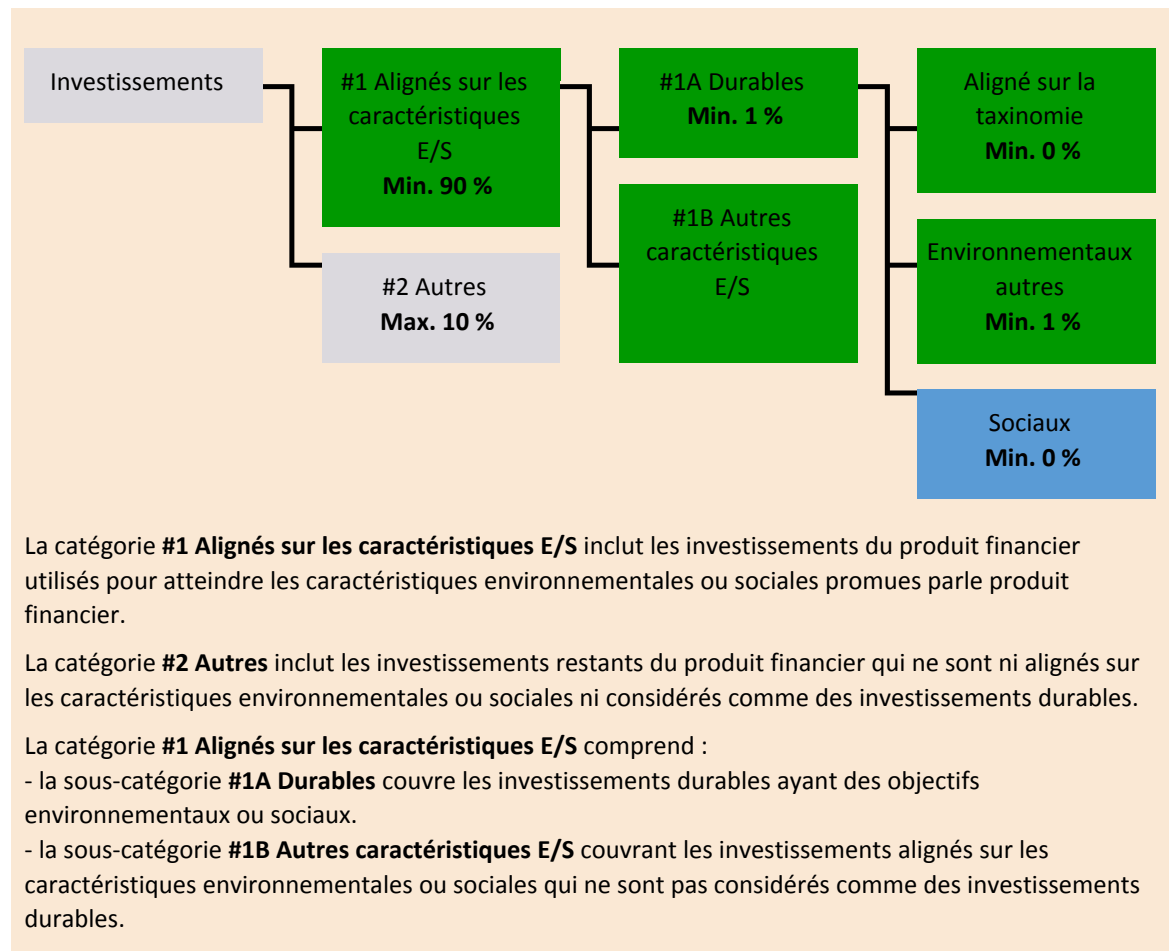 Investissements
#1 Alignés sur les
caractéristiques
E/S
Min. 90 %
#2 Autres
Max. 10 %
#1A Durables
Min. 1 %
#1B Autres
caractéristiques
E/S
Aligné sur la
taxinomie
Min. 0 %
Environnementaux
autres
Min. 1 %
Sociaux
Min. 0 %
La catégorie #1 Alignés sur les caractéristiques E/S inclut les investissements du produit financier
utilisés pour atteindre les caractéristiques environnementales ou sociales promues parle produit
financier.
La catégorie #2 Autres inclut les investissements restants du produit financier qui ne sont ni alignés sur
les caractéristiques environnementales ou sociales ni considérés comme des investissements durables.
La catégorie #1 Alignés sur les caractéristiques E/S comprend :
- la sous-catégorie #1A Durables couvre les investissements durables ayant des objectifs
environnementaux ou sociaux.
- la sous-catégorie #1B Autres caractéristiques E/S couvrant les investissements alignés sur les
caractéristiques environnementales ou sociales qui ne sont pas considérés comme des investissements
durables.